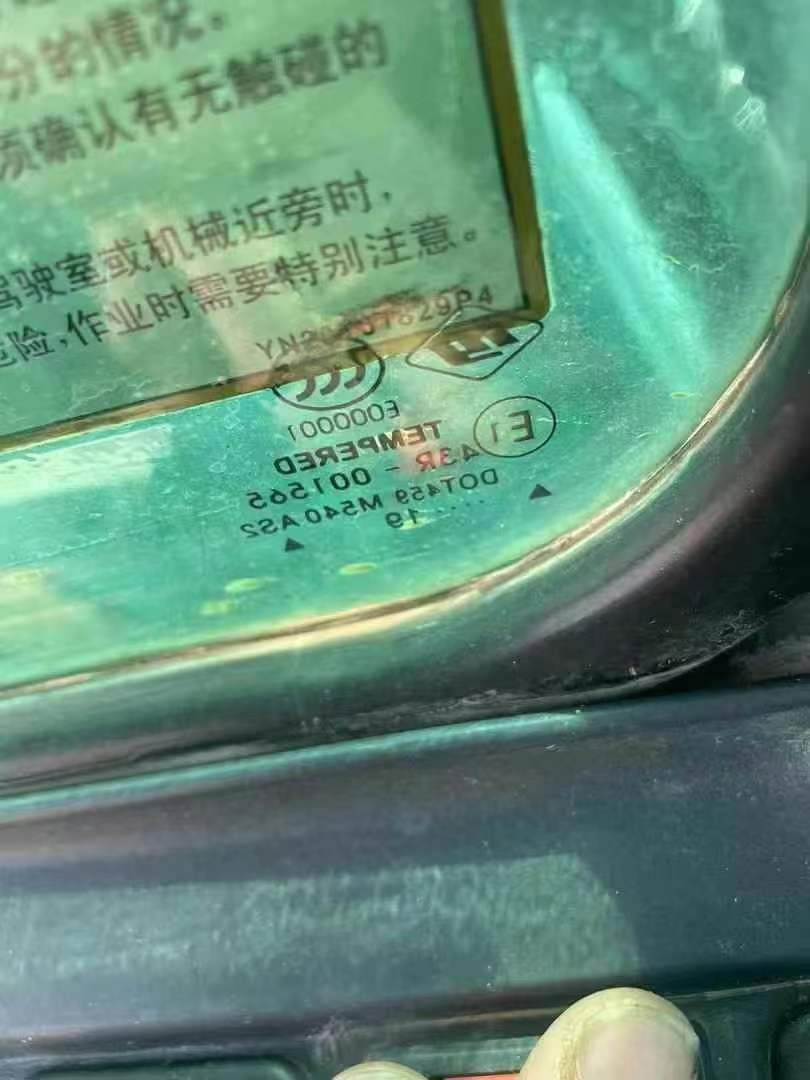 分的情况。
须确认有无触碰的
驾驶室或机械近旁时，
危险,作业时需要特别注意。
E000001
E1
TEMPERED
43R - 001565
DOT459 M540 AS2
...... 19